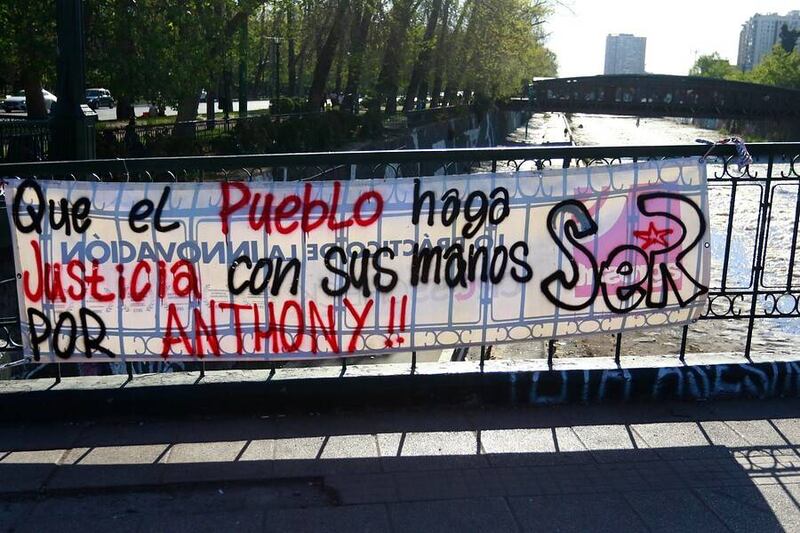 Que eL PuebLo haga
Justicia con sus manos
POR ANTHONY!!
SeR